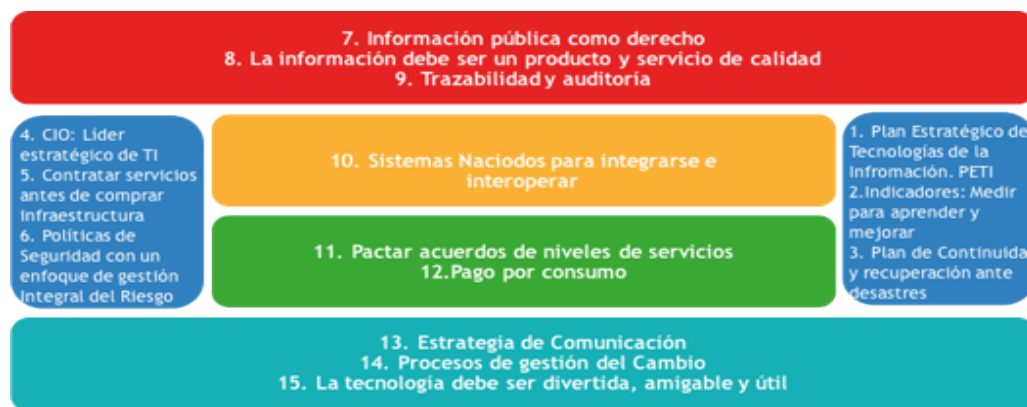 7. Información pública como derecho
8. La información debe ser un producto y servicio de calidad
9. Trazabilidad y auditoría
4. CIO: Líder
estratégico de TI
5. Contratar servicios
antes de comprar
infraestructura
6. Políticas de
Seguridad con un
enfoque de gestión
Integral del Riesgo
10. Sistemas Naciodos para integrarse e
interoperar
11. Pactar acuerdos de niveles de servicios
12.Pago por consumo
1. Plan Estratégico de
Tecnologías de la
Infromación. PETI
2.Indicadores: Medir
para aprender y
mejorar
3. Plan de Continuida
y recuperación ante
desastres
13. Estrategia de Comunicación
14. Procesos de gestión del Cambio
15. La tecnología debe ser divertida, amigable y útil